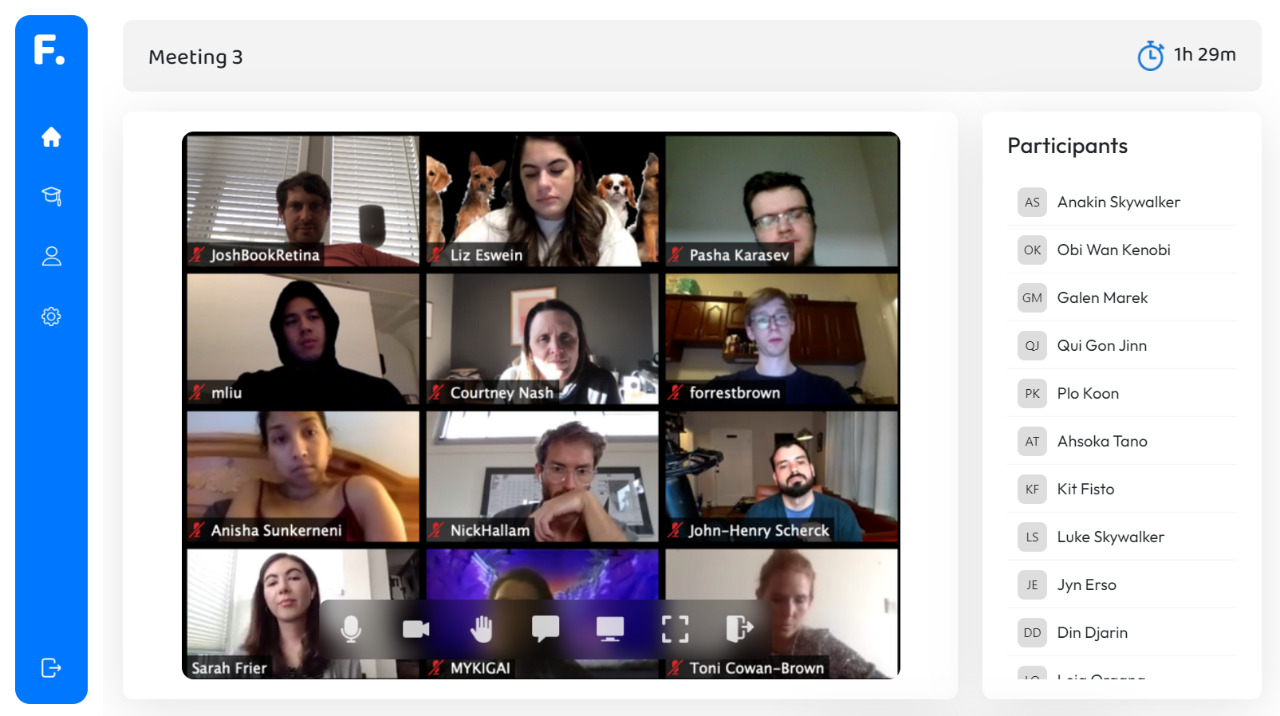 F.
Meeting 3
1h 29m
JoshBookRetina
Liz Eswein
Pasha Karasev
mliu
Courtney Nash
forrestbrown
Anisha Sunkerneni
NickHallam
John-Henry Scherck
Sarah Frier
MYKIGAI
Toni Cowan-Brown
Participants
AS Anakin Skywalker
OK Obi Wan Kenobi
GM Galen Marek
QJ Qui Gon Jinn
PK Plo Koon
AT Ahsoka Tano
KF Kit Fisto
LS Luke Skywalker
JE Jyn Erso
DD Din Djarin